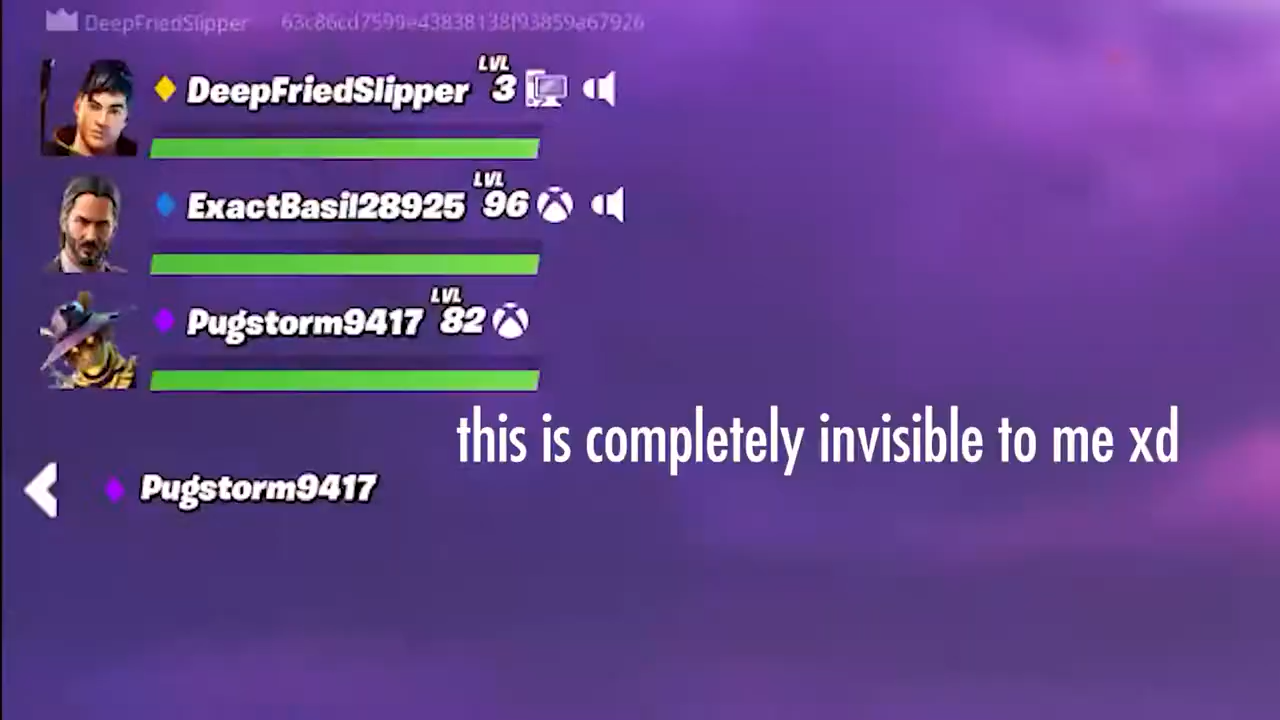 DeepFriedSlipper 63c86cd7599e43838138f93859a67926
DeepFriedSlipper LVL 3
ExactBasil28925 LVL 96
Pugstorm9417 LVL 82
this is completely invisible to me xd
Pugstorm9417